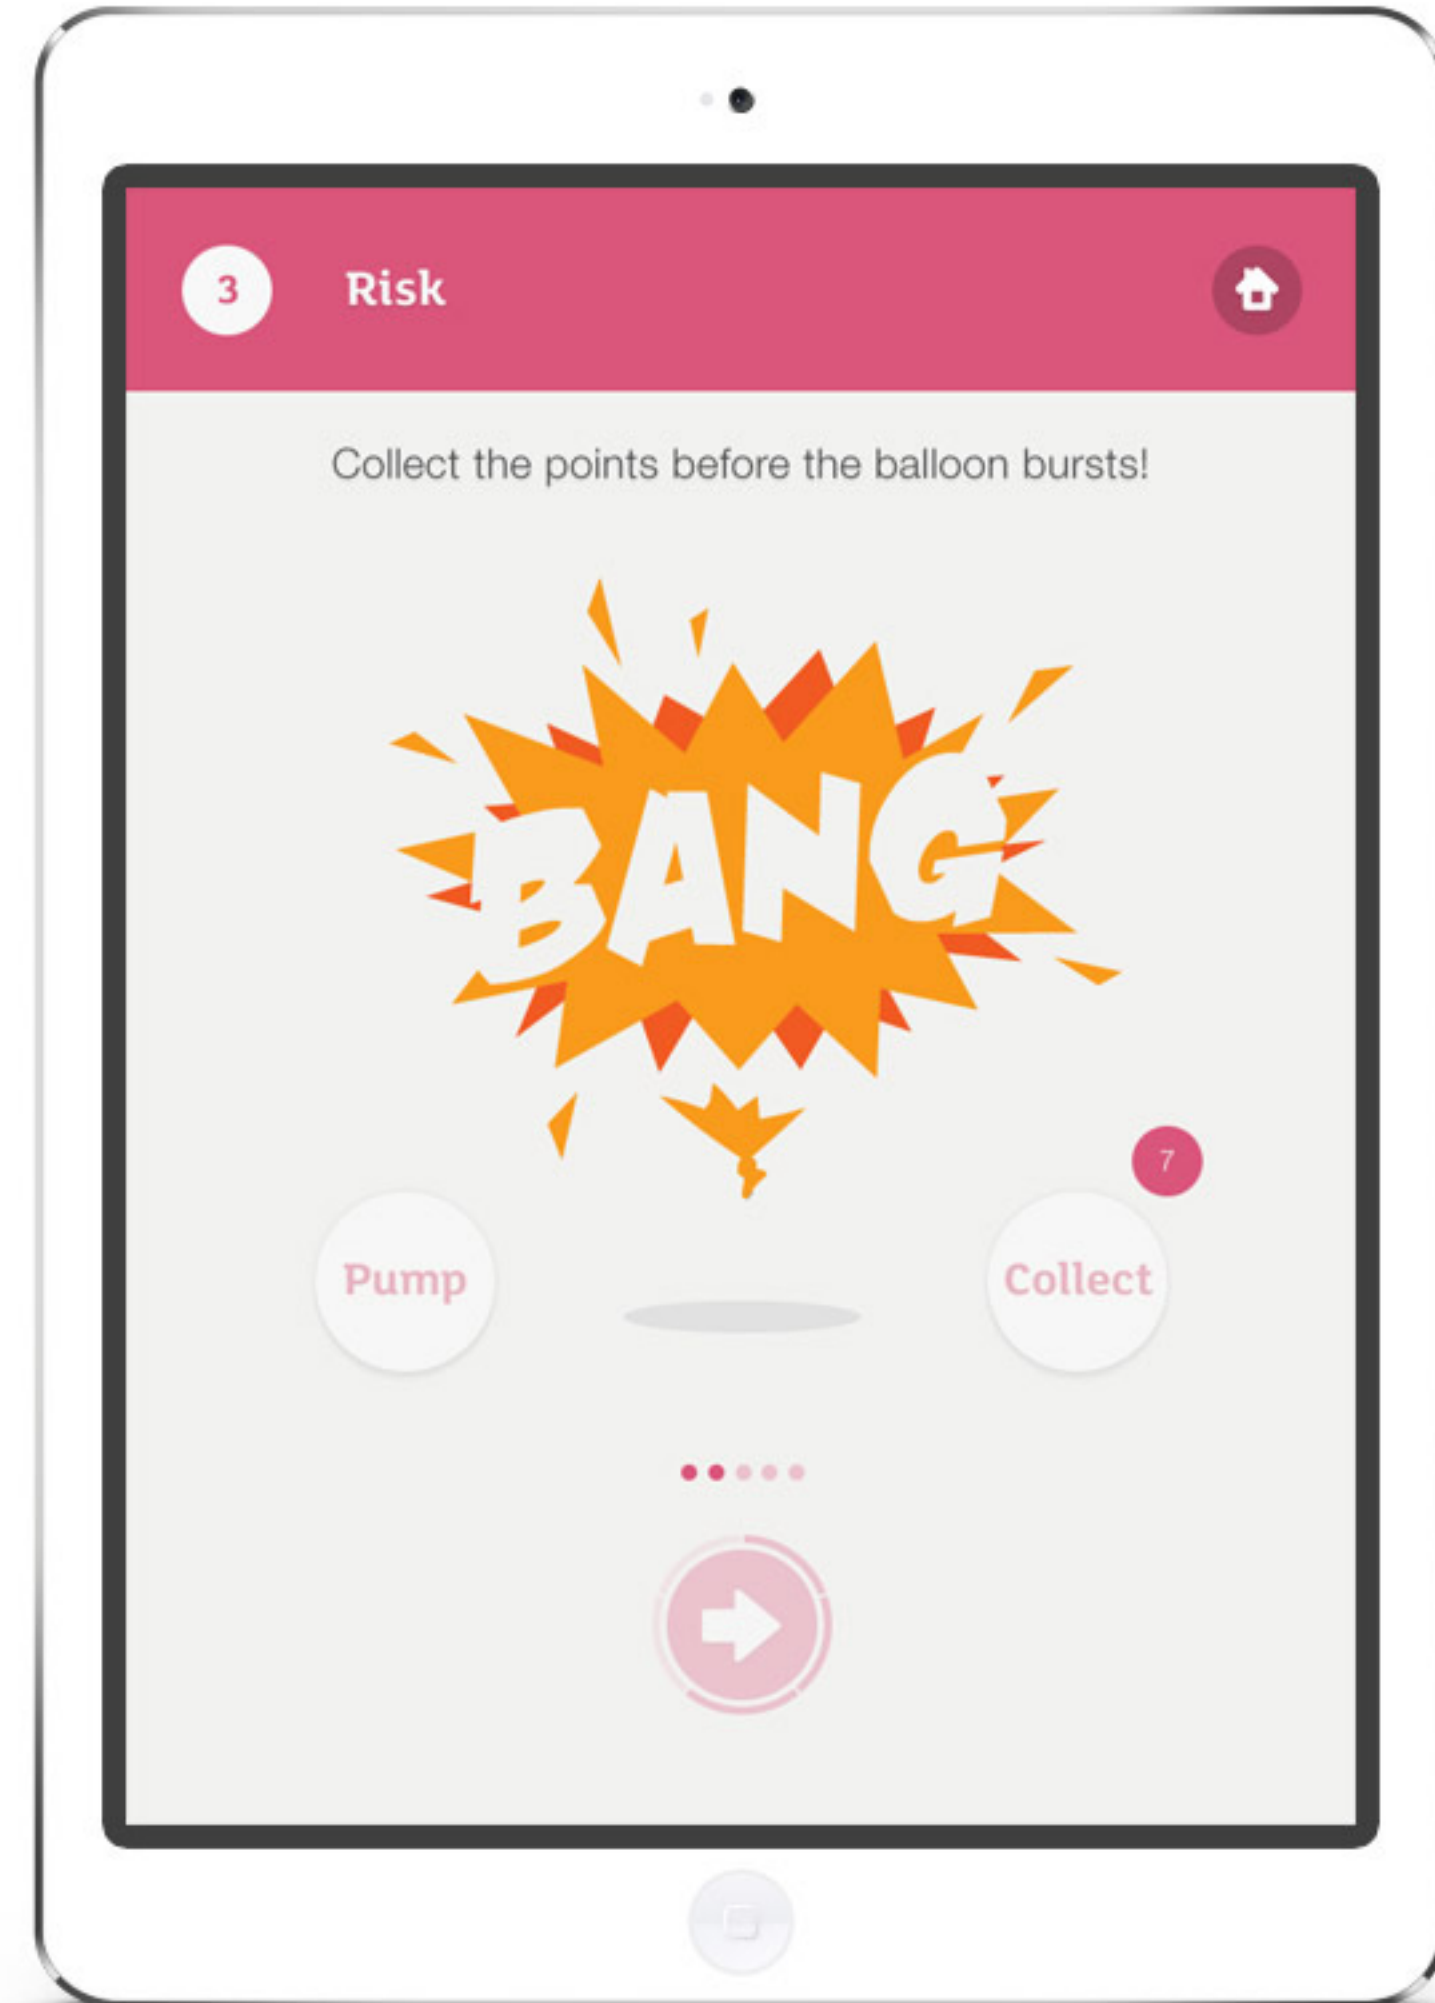 3 Risk
Collect the points before the balloon bursts!
BANG
7
Pump Collect